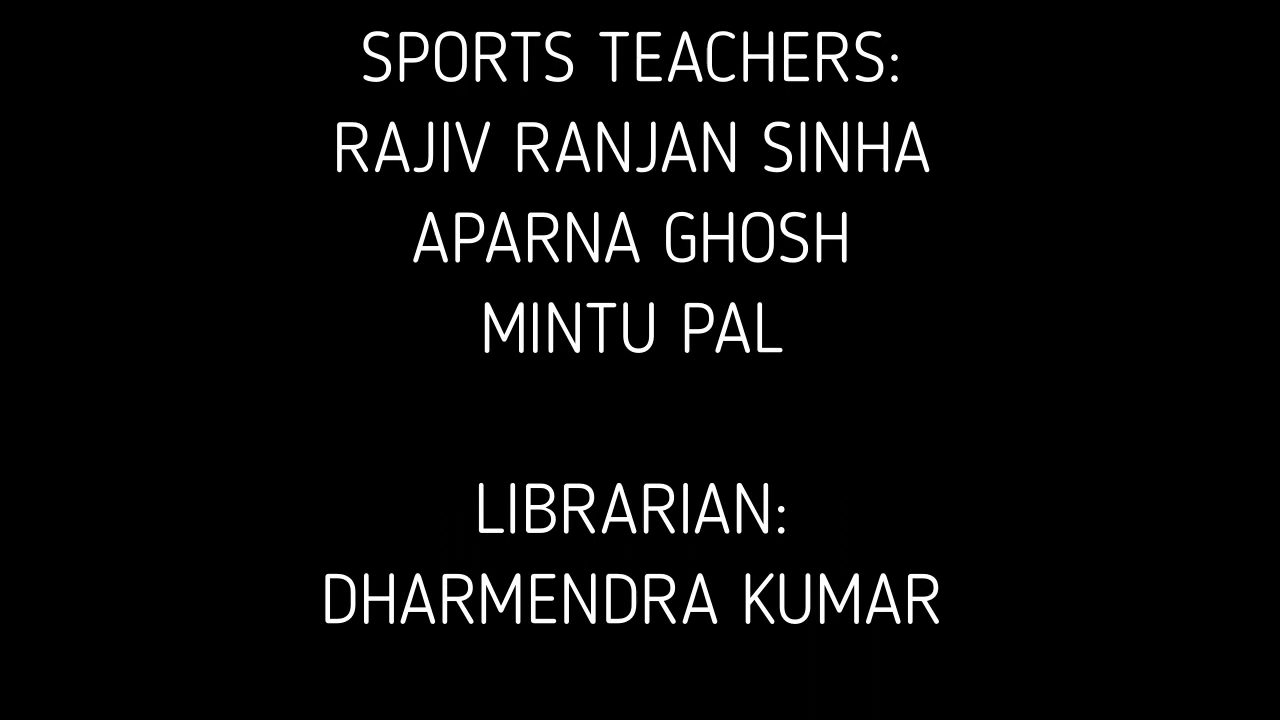 SPORTS TEACHERS:
RAJIV RANJAN SINHA
APARNA GHOSH
MINTU PAL
LIBRARIAN:
DHARMENDRA KUMAR